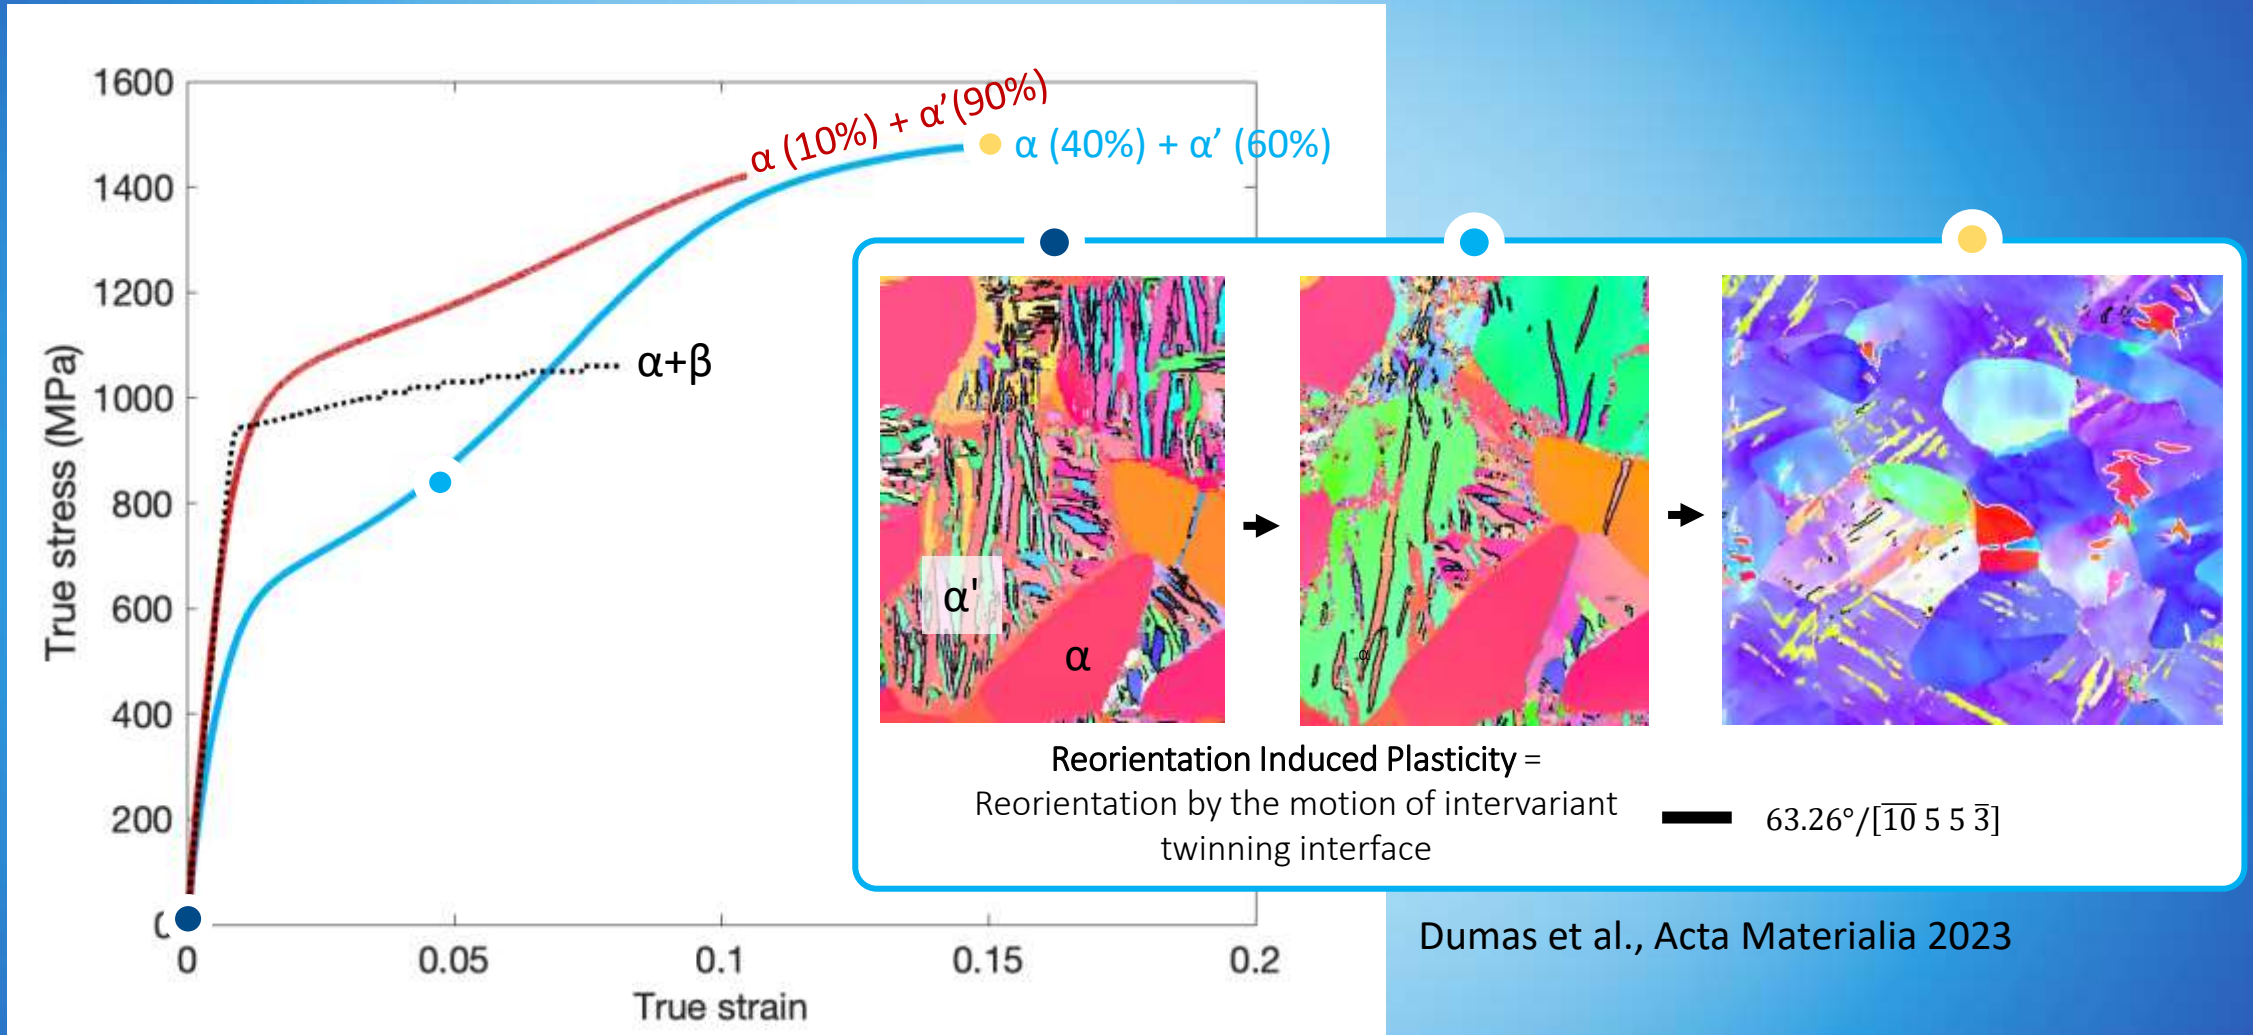 1600
1400
1200
1000
800
600
400
200
0
True stress (MPa)
0
0.05
0.1
0.15
0.2
True strain
α (10%) + α’(90%)
α (40%) + α’ (60%)
α+β
α'
α
α
Reorientation Induced Plasticity =
Reorientation by the motion of intervariant
twinning interface
63.26°/[1̅0̅ 5 5 3̅]
Dumas et al., Acta Materialia 2023